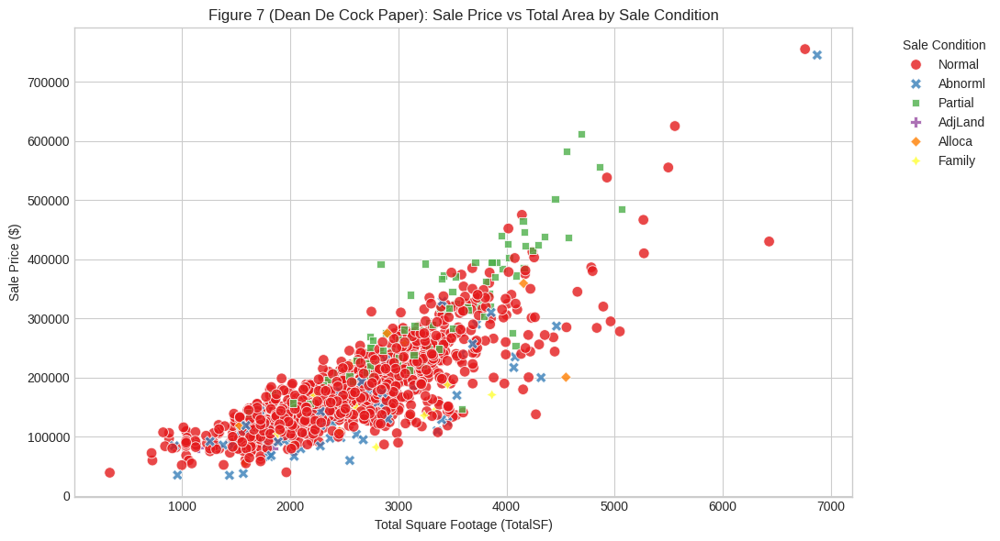 Figure 7 (Dean De Cock Paper): Sale Price vs Total Area by Sale Condition
Sale Price ($)
700000
600000
500000
400000
300000
200000
100000
0
1000 2000 3000 4000 5000 6000 7000
Total Square Footage (TotalSF)
Sale Condition
Normal
Abnorml
Partial
AdjLand
Alloca
Family